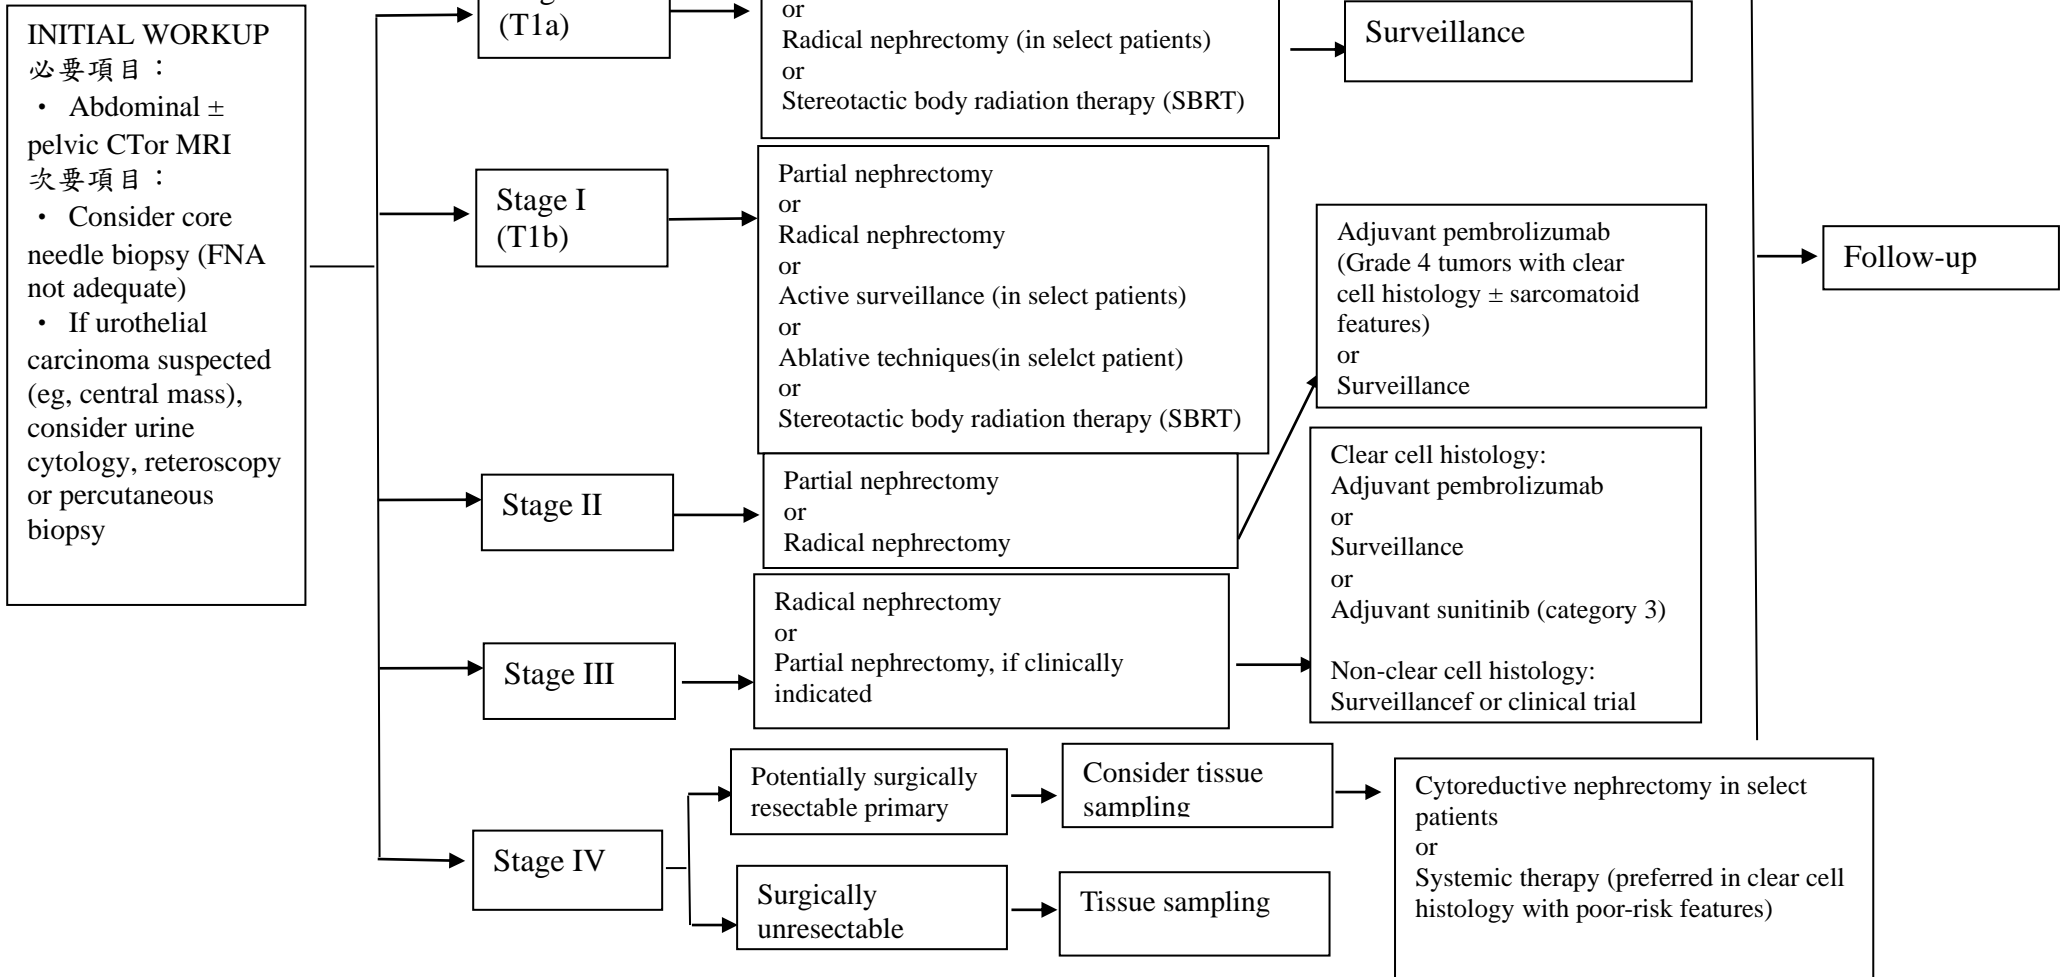 INITIAL WORKUP
必要項目：
• Abdominal ±
pelvic CTor MRI
次要項目：
• Consider core
needle biopsy (FNA
not adequate)
• If urothelial
carcinoma suspected
(eg, central mass),
consider urine
cytology, reteroscopy
or percutaneous
biopsy
(T1a)
or
Radical nephrectomy (in select patients)
or
Stereotactic body radiation therapy (SBRT)
Surveillance
Stage I
(T1b)
Partial nephrectomy
or
Radical nephrectomy
or
Active surveillance (in select patients)
or
Ablative techniques(in selelct patient)
or
Stereotactic body radiation therapy (SBRT)
Stage II
Partial nephrectomy
or
Radical nephrectomy
Adjuvant pembrolizumab
(Grade 4 tumors with clear
cell histology ± sarcomatoid
features)
or
Surveillance
Stage III
Radical nephrectomy
or
Partial nephrectomy, if clinically
indicated
Clear cell histology:
Adjuvant pembrolizumab
or
Surveillance
or
Adjuvant sunitinib (category 3)
Non-clear cell histology:
Surveillancef or clinical trial
Stage IV
Potentially surgically
resectable primary
Consider tissue
sampling
Surgically
unresectable
Tissue sampling
Cytoreductive nephrectomy in select
patients
or
Systemic therapy (preferred in clear cell
histology with poor-risk features)
Follow-up